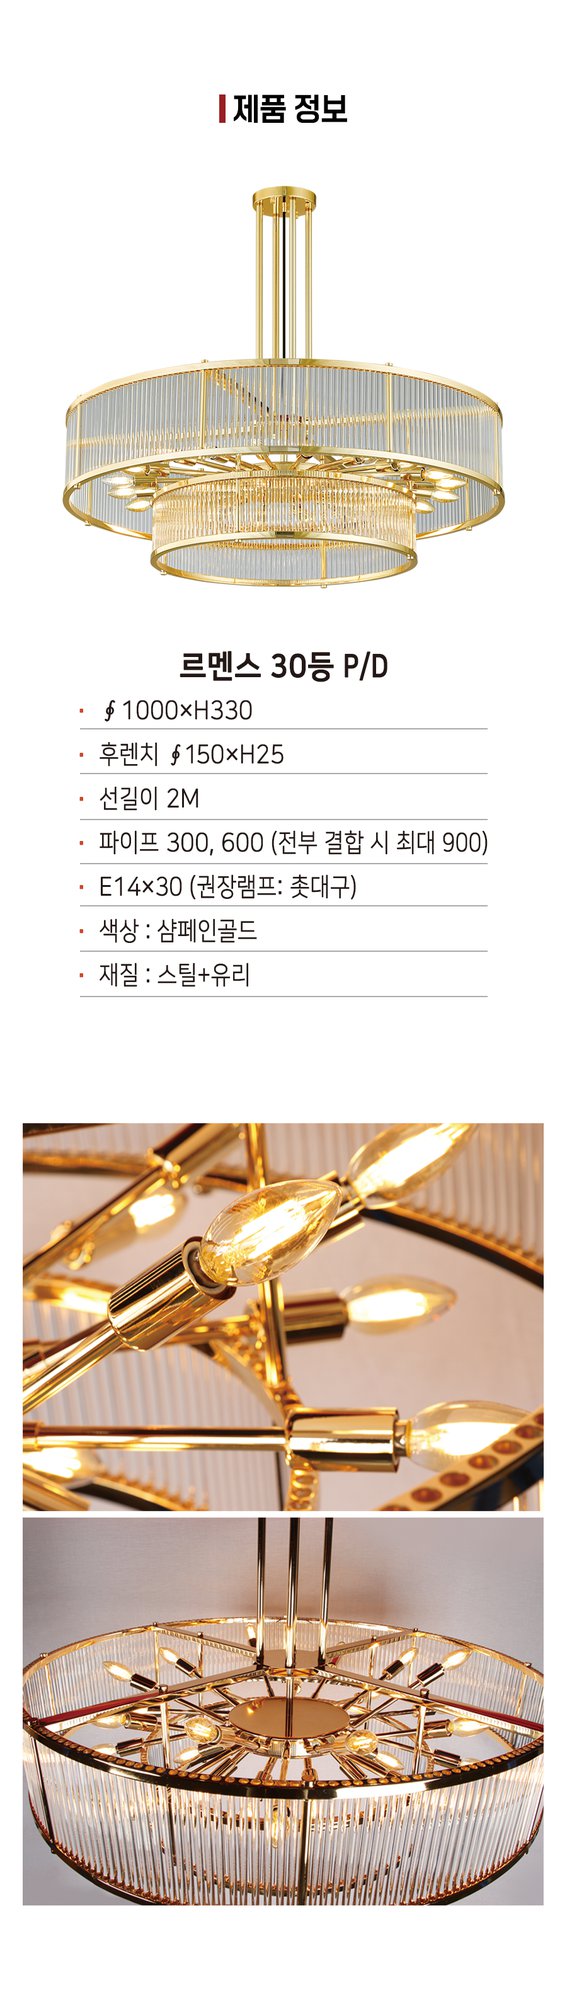 제품 정보
르멘스 30등 P/D
∮1000×H330
후렌치 ∮150×H25
선길이 2M
파이프 300, 600 (전부 결합 시 최대 900)
E14×30 (권장램프: 촛대구)
색상 : 샴페인골드
재질 : 스틸+유리